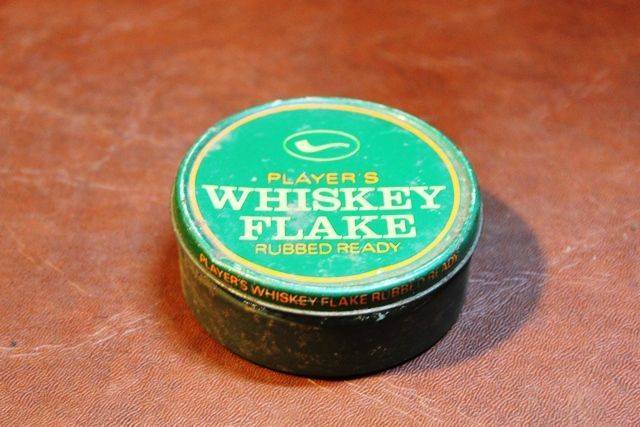 PLAYER'S
WHISKEY
FLAKE
RUBBED READY
PLAYER'S WHISKEY FLAKE RUBBED READY